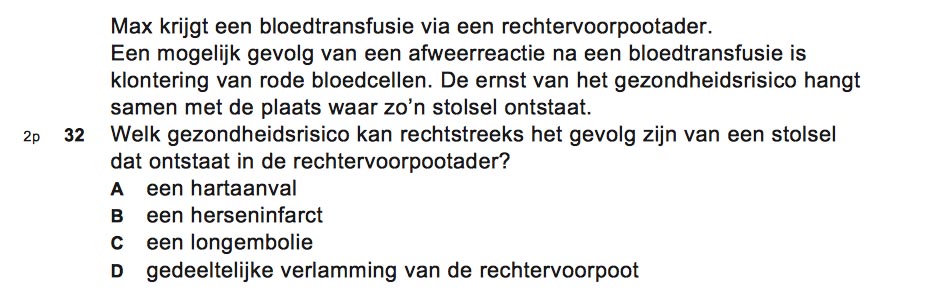 Max krijgt een bloedtransfusie via een rechtervoorpootader.
Een mogelijk gevolg van een afweerreactie na een bloedtransfusie is
klontering van rode bloedcellen. De ernst van het gezondheidsrisico hangt
samen met de plaats waar zo'n stolsel ontstaat.
2p 32 Welk gezondheidsrisico kan rechtstreeks het gevolg zijn van een stolsel
dat ontstaat in de rechtervoorpootader?
A een hartaanval
B een herseninfarct
C een longembolie
D gedeeltelijke verlamming van de rechtervoorpoot